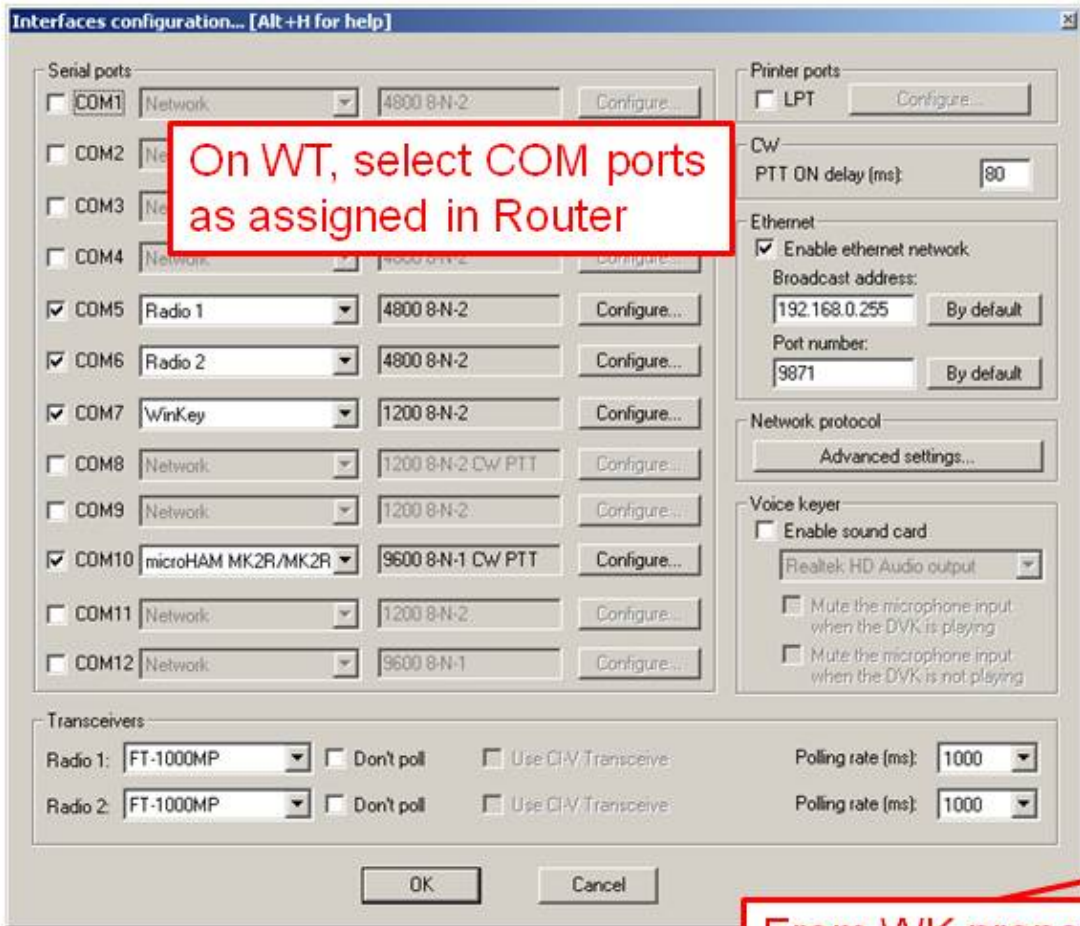 Interfaces configuration... [Alt+H for help]
Serial ports
COM1 Network 4800 8-N-2 Configure...
COM2
COM3
COM4 Network 4800 8-N-2 Configure...
On WT, select COM ports
as assigned in Router
COM5 Radio 1 4800 8-N-2 Configure...
COM6 Radio 2 4800 8-N-2 Configure...
COM7 WinKey 1200 8-N-2 Configure...
COM8 Network 1200 8-N-2 CW PTT Configure...
COM9 Network 1200 8-N-2 Configure...
COM10 microHAM MK2R/MK2R 9600 8-N-1 CW PTT Configure...
COM11 Network 1200 8-N-2 Configure...
COM12 Network 9600 8-N-1 Configure...
Printer ports
LPT Configure...
CW
PTT ON delay (ms): 80
Ethernet
Enable ethernet network
Broadcast address:
192.168.0.255 By default
Port number:
9871 By default
Network protocol
Advanced settings...
Voice keyer
Enable sound card
Realtek HD Audio output
Mute the microphone input
when the DVK is playing
Mute the microphone input
when the DVK is not playing
Transceivers
Radio 1: FT-1000MP Don't poll Use CI-V Transceive Polling rate (ms): 1000
Radio 2: FT-1000MP Don't poll Use CI-V Transceive Polling rate (ms): 1000
OK Cancel